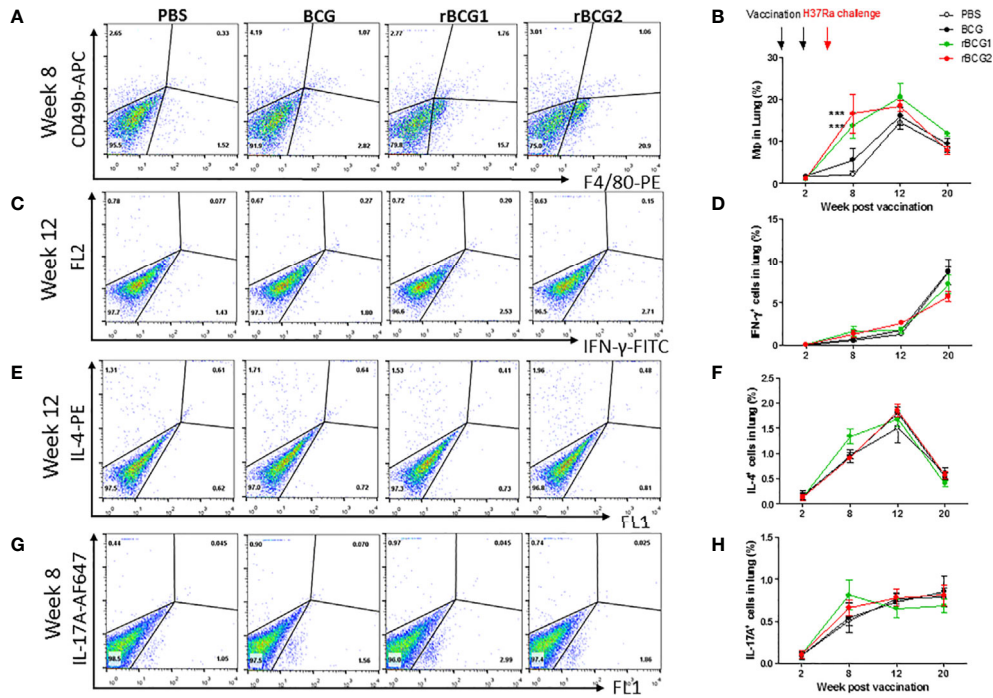 A
PBS
BCG
rBCG1
rBCG2
Week 8
CD49b-APC
2.65
0.33
95.5
1.52
4.19
1.07
91.9
2.82
2.77
1.76
79.8
15.7
3.01
1.06
75.0
20.9
F4/80-PE
B
Vaccination H37Ra chalenge
PBS
BCG
rBCG1
rBCG2
Mφ in Lung (%)
30
20
10
0
***
***
2
8
12
20
Week post vaccination
C
Week 12
FL2
0.78
0.077
97.7
1.43
0.67
0.27
97.3
1.80
0.72
0.20
96.6
2.53
0.63
0.15
96.5
2.71
IFN-γ-FITC
D
IFN-γ⁺ cells in lung (%)
15
10
5
0
2
8
12
20
E
Week 12
IL-4-PE
1.31
0.61
97.5
0.62
1.71
0.64
97.0
0.72
1.53
0.41
97.3
0.73
1.96
0.48
96.8
0.81
FL1
F
IL-4⁺ cells in lung (%)
2.5
2.0
1.5
1.0
0.5
0.0
2
8
12
20
G
Week 8
IL-17A-AF647
0.44
0.045
98.5
1.05
0.90
0.070
97.5
1.56
0.97
0.045
96.0
2.99
0.74
0.025
97.4
1.86
FL1
H
IL-17A⁺ cells in lung (%)
1.5
1.0
0.5
0.0
2
8
12
20
Week post vaccination